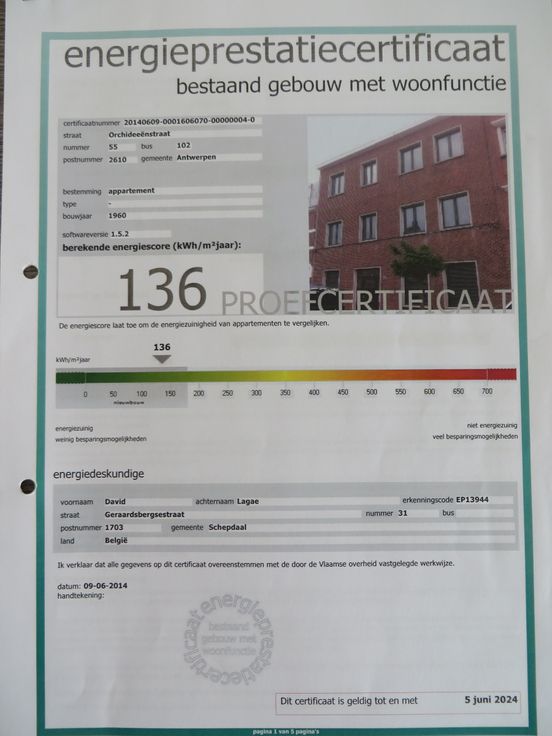 energieprestatiecertificaat
bestaand gebouw met woonfunctie
certificaatnummer 20140609-0001606070-00000004-0
straat Orchideeënstraat
nummer 55 bus 102
postnummer 2610 gemeente Antwerpen
bestemming appartement
type -
bouwjaar 1960
softwareversie 1.5.2
berekende energiescore (kWh/m²jaar):
136
PROEFCERTIFICAAT
De energiescore laat toe om de energiezuinigheid van appartementen te vergelijken.
136
kWh/m²jaar
0 50 100 150 200 250 300 350 400 450 500 550 600 650 700
nieuwbouw
energiezuinig niet energiezuinig
weinig besparingsmogelijkheden veel besparingsmogelijkheden
energiedeskundige
voornaam David achternaam Lagae erkenningscode EP13944
straat Geraardsbergsestraat nummer 31 bus
postnummer 1703 gemeente Schepdaal
land België
Ik verklaar dat alle gegevens op dit certificaat overeenstemmen met de door de Vlaamse overheid vastgelegde werkwijze.
datum: 09-06-2014
handtekening:
energieprestatiecertificaat
bestaand
gebouw met
woonfunctie
Dit certificaat is geldig tot en met 5 juni 2024
pagina 1 van 5 pagina's